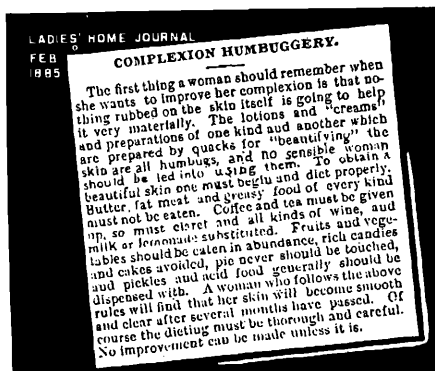 LADIES' HOME JOURNAL
FEB
1885
COMPLEXION HUMBUGGERY.
The first thing a woman should remember when
she wants to improve her complexion is that no-
thing rubbed on the skin itself is going to help
it very materially. The lotions and "creams"
and preparations of one kind aud another which
are prepared by quacks for "beautifying" the
skin are all humbugs, and no sensible woman
should be led into using them. To obtain a
beautiful skin one must begin and diet properly.
Butter, fat meat and greasy food of every kind
must not be eaten. Coffee and tea must be given
up, so must claret and all kinds of wine, and
milk or lemonade substituted. Fruits and vege-
tables should be eaten in abundance, rich candies
and cakes avoided, pie never should be touched,
and pickles and acid food generally should be
dispensed with. A woman who follows the above
rules will find that her skin will become smooth
and clear after several months have passed. Of
course the dieting must be thorough and careful.
No improvement can be made unless it is.